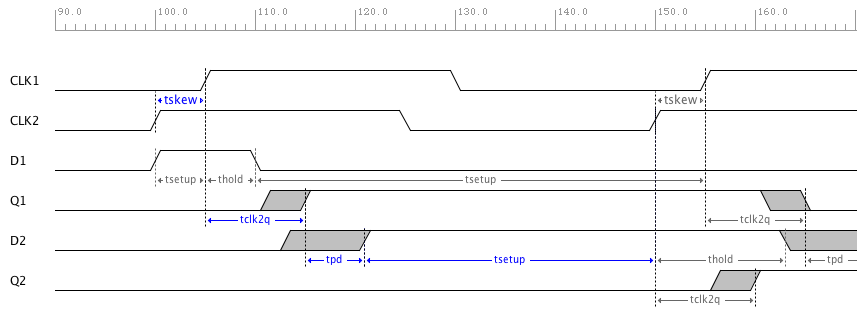 90.0 100.0 110.0 120.0 130.0 140.0 150.0 160.0
CLK1
tskew tskew
CLK2
D1
tsetup thold tsetup
Q1
tclk2q tclk2q
D2
tpd tsetup thold tpd
Q2
tclk2q